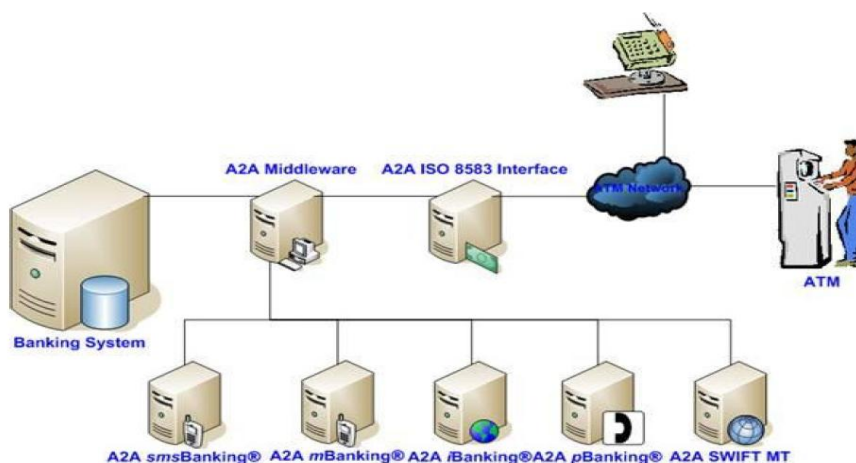 A2A Middleware
A2A ISO 8583 Interface
ATM Network
ATM
Banking System
A2A smsBanking®
A2A mBanking®
A2A iBanking®
A2A pBanking®
A2A SWIFT MT